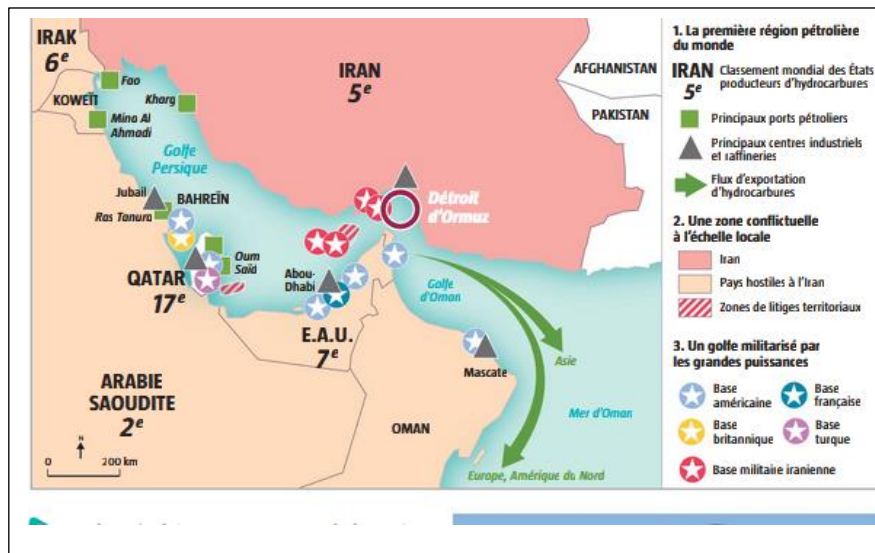 IRAK
6e
KOWEÏT
Fao
Mina Al
Ahmadi
Kharg
IRAN
5e
AFGHANISTAN
PAKISTAN
Golfe
Persique
Jubail
BAHREÏN
Ras Tanura
Détroit
d'Ormuz
QATAR
17e
Oum
Saïd
Abou-
Dhabi
E.A.U.
7e
Golfe
d'Oman
Mascate
Asie
ARABIE
SAOUDITE
2e
OMAN
Mer d'Oman
Europe, Amérique du Nord
N
0 200 km
1. La première région pétrolière
du monde
IRAN
5e
Classement mondial des États
producteurs d'hydrocarbures
Principaux ports pétroliers
Principaux centres industriels
et raffineries
Flux d'exportation
d'hydrocarbures
2. Une zone conflictuelle
à l'échelle locale
Iran
Pays hostiles à l'Iran
Zones de litiges territoriaux
3. Un golfe militarisé par
les grandes puissances
Base
américaine
Base
française
Base
britannique
Base
turque
Base militaire iranienne